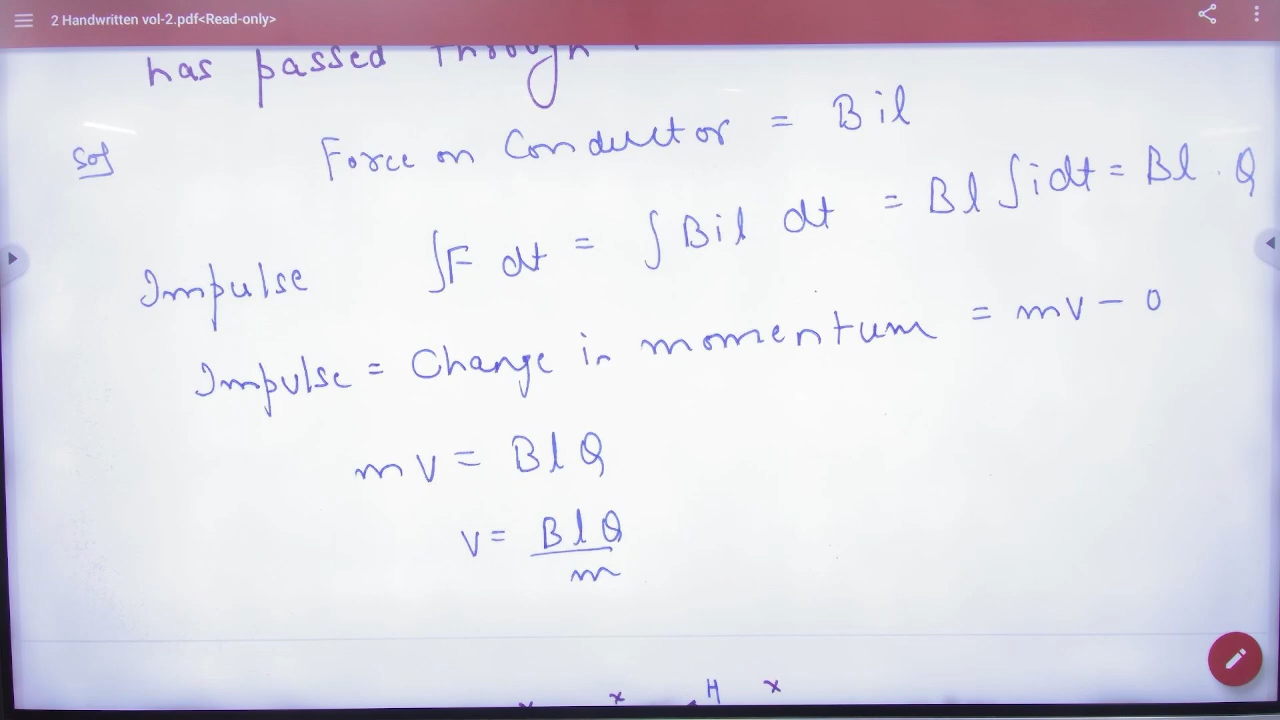 2 Handwritten vol-2.pdf<Read-only>
has passed through
Sol Force on Conductor = Bil
Impulse ∫F dt = ∫Bil dt = Bl ∫idt = Bl . Q
Impulse = Change in momentum = mv - 0
mv = BlQ
v = BlQ
m
x x H x